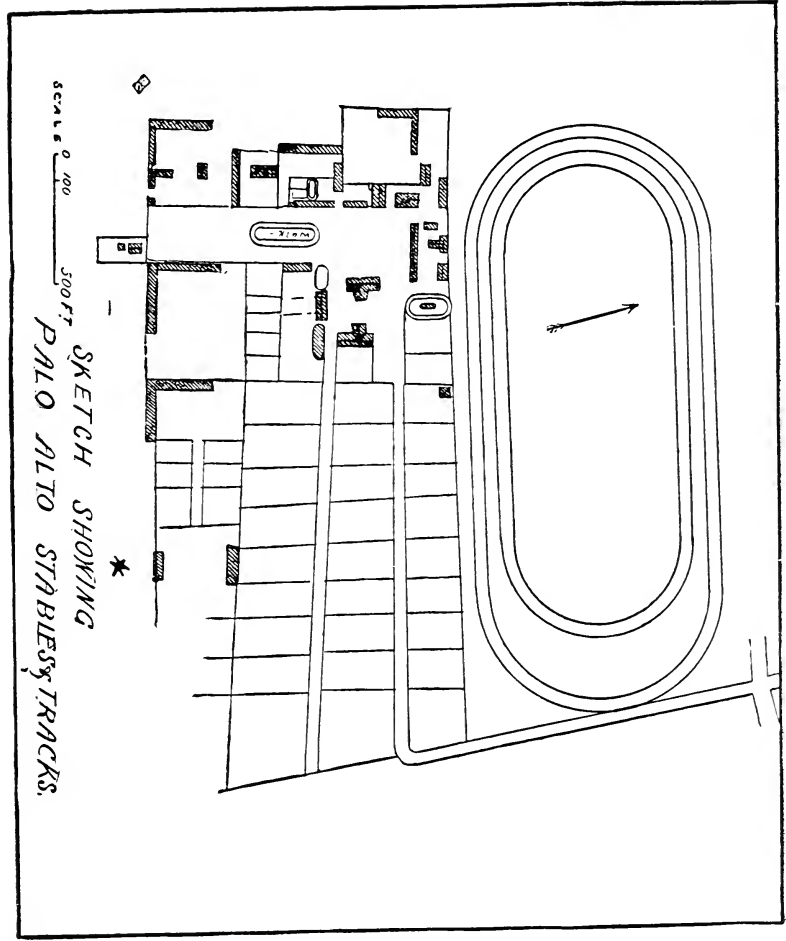 SKETCH SHOWING
PALO ALTO STABLES & TRACKS.
SCALE 0 100 500 FT
WALK